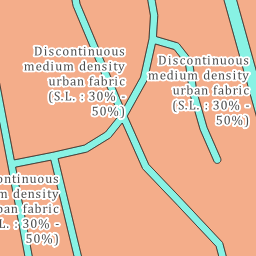 Discontinuous
medium density
urban fabric
(S.L. : 30% -
50%)
Discontinuous
medium density
urban fabric
(S.L. : 30% -
50%)
ontinuous
m density
ban fabric
L. : 30% -
50%)